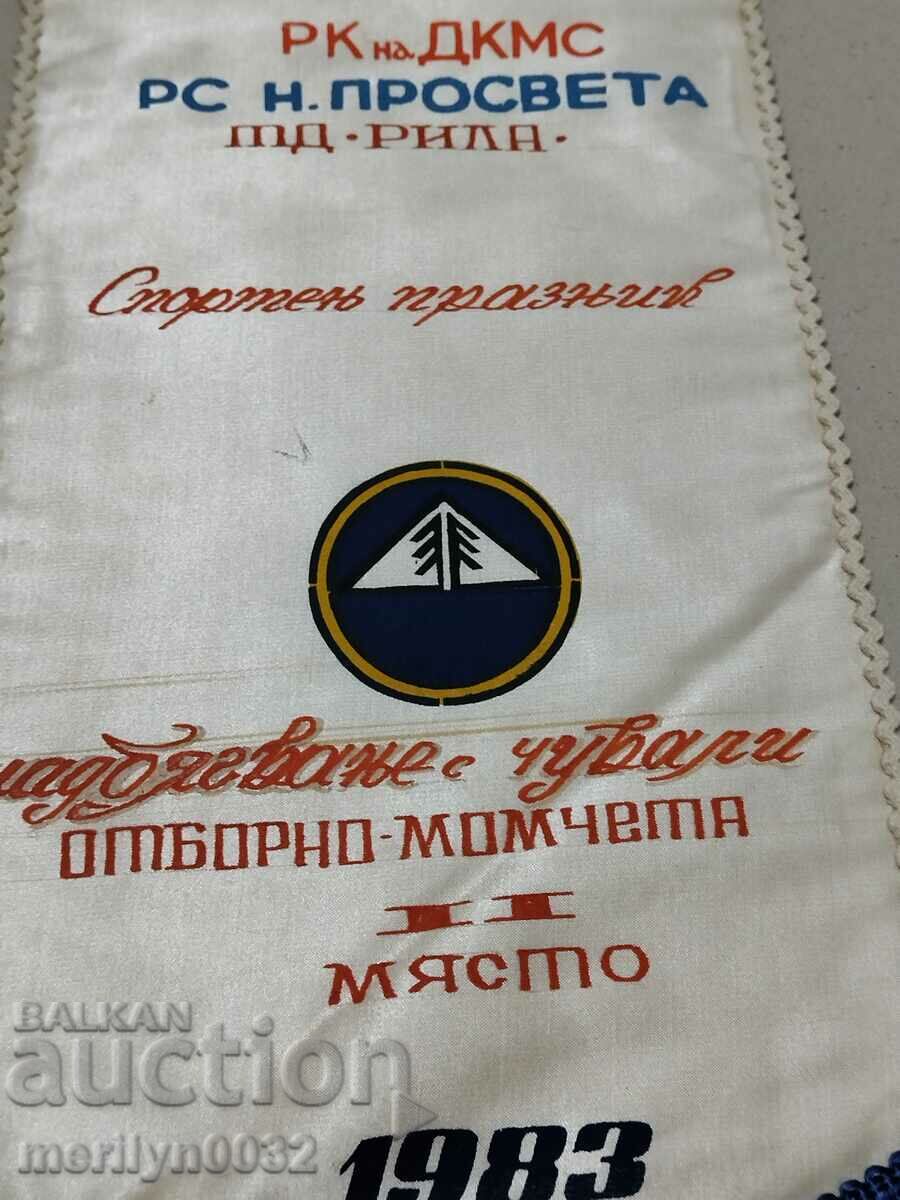 РК на ДКМС
РС Н. ПРОСВЕТА
ТД • РИЛА •
Спортен празник
надбягване с чували
ОТБОРНО-МОМЧЕТА
II
МЯСТО
BALKAN
auction
merilyn0032
1983